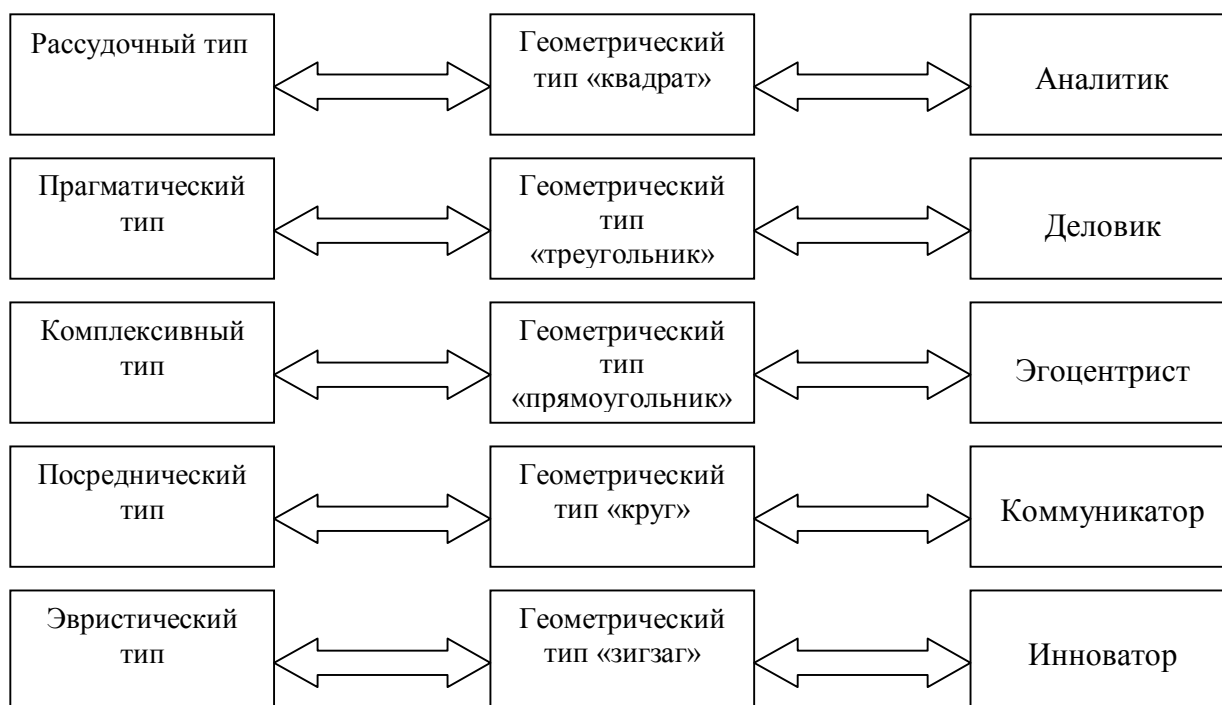 Рассудочный тип
Геометрический
тип «квадрат»
Аналитик
Прагматический
тип
Геометрический
тип
«треугольник»
Деловик
Комплексивный
тип
Геометрический
тип
«прямоугольник»
Эгоцентрист
Посреднический
тип
Геометрический
тип «круг»
Коммуникатор
Эвристический
тип
Геометрический
тип «зигзаг»
Инноватор